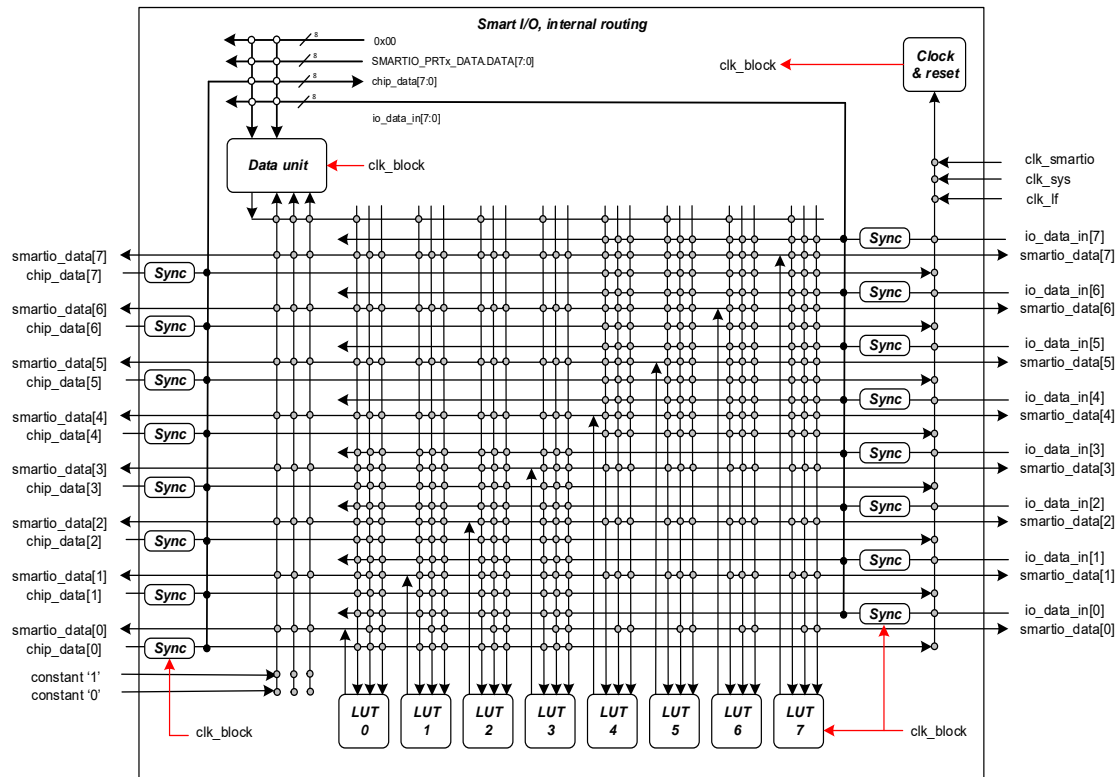 Smart I/O, internal routing
8
0x00
8
SMARTIO_PRTx_DATA.DATA[7:0]
8
chip_data[7:0]
8
io_data_in[7:0]
clk_block
Clock
& reset
Data unit
clk_block
clk_smartio
clk_sys
clk_lf
Sync
io_data_in[7]
smartio_data[7]
smartio_data[7]
chip_data[7]
Sync
Sync
io_data_in[6]
smartio_data[6]
smartio_data[6]
chip_data[6]
Sync
Sync
io_data_in[5]
smartio_data[5]
smartio_data[5]
chip_data[5]
Sync
Sync
io_data_in[4]
smartio_data[4]
smartio_data[4]
chip_data[4]
Sync
Sync
io_data_in[3]
smartio_data[3]
smartio_data[3]
chip_data[3]
Sync
Sync
io_data_in[2]
smartio_data[2]
smartio_data[2]
chip_data[2]
Sync
Sync
io_data_in[1]
smartio_data[1]
smartio_data[1]
chip_data[1]
Sync
Sync
io_data_in[0]
smartio_data[0]
smartio_data[0]
chip_data[0]
Sync
constant ‘1’
constant ‘0’
clk_block
LUT
0
LUT
1
LUT
2
LUT
3
LUT
4
LUT
5
LUT
6
LUT
7
clk_block